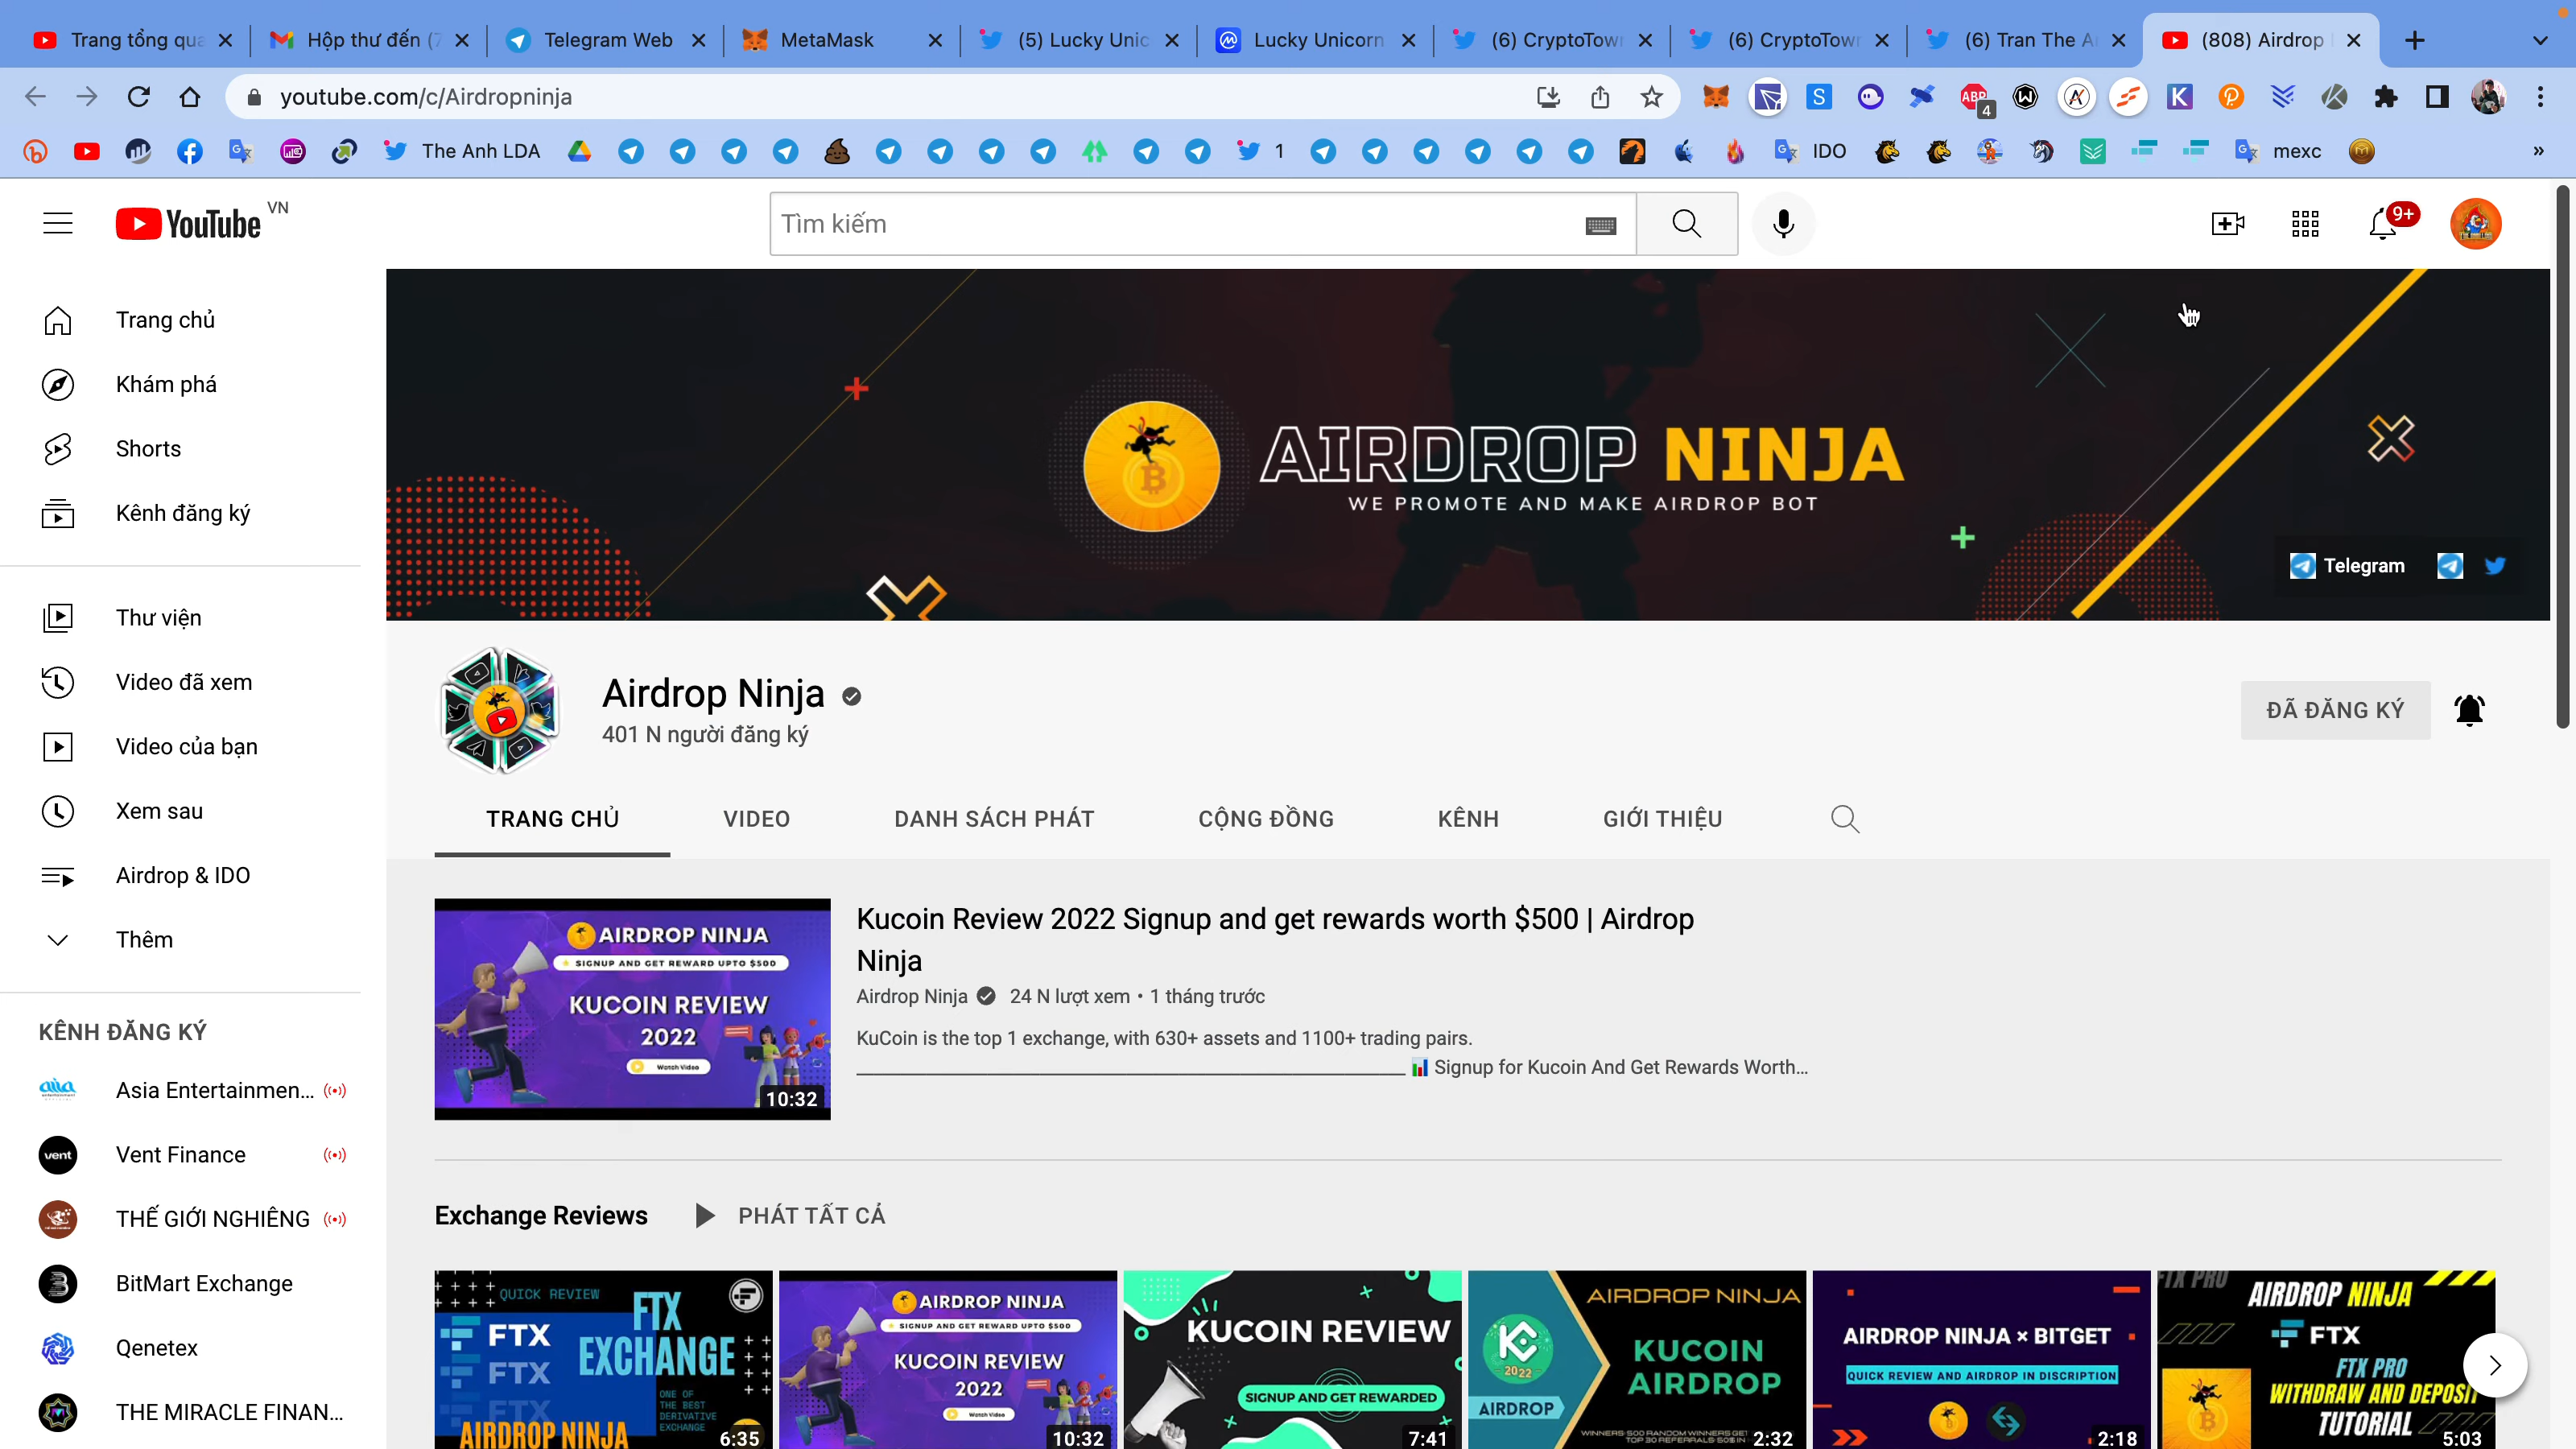 Trang tổng qua
Hộp thư đến (7
Telegram Web
MetaMask
(5) Lucky Unic
Lucky Unicorn
(6) CryptoTown
(6) CryptoTown
(6) Tran The A
(808) Airdrop
youtube.com/c/Airdropninja
ABP
4
The Anh LDA
1
IDO
mexc
»
YouTube VN
Tìm kiếm
9+
Trang chủ
Khám phá
Shorts
Kênh đăng ký
Thư viện
Video đã xem
Video của bạn
Xem sau
Airdrop & IDO
Thêm
KÊNH ĐĂNG KÝ
Asia Entertainmen...
Vent Finance
THẾ GIỚI NGHIÊNG
BitMart Exchange
Qenetex
THE MIRACLE FINAN...
AIRDROP NINJA
WE PROMOTE AND MAKE AIRDROP BOT
Telegram
Airdrop Ninja
401 N người đăng ký
ĐÃ ĐĂNG KÝ
TRANG CHỦ
VIDEO
DANH SÁCH PHÁT
CỘNG ĐỒNG
KÊNH
GIỚI THIỆU
AIRDROP NINJA
SIGNUP AND GET REWARD UPTO $500
KUCOIN REVIEW
2022
Watch Video
10:32
Kucoin Review 2022 Signup and get rewards worth $500 | Airdrop
Ninja
Airdrop Ninja 24 N lượt xem • 1 tháng trước
KuCoin is the top 1 exchange, with 630+ assets and 1100+ trading pairs.
Signup for Kucoin And Get Rewards Worth...
Exchange Reviews
PHÁT TẤT CẢ
QUICK REVIEW
FTX
EXCHANGE
FTX
FTX
FTX
ONE OF
THE BEST
DERIVATIVE
EXCHANGE
AIRDROP NINJA
6:35
AIRDROP NINJA
SIGNUP AND GET REWARD UPTO $500
KUCOIN REVIEW
2022
Watch Video
10:32
KUCOIN REVIEW
SIGNUP AND GET REWARDED
7:41
AIRDROP NINJA
KUCOIN
AIRDROP
2022
AIRDROP
WINNERS:500 RANDOM WINNERS GET
TOP 30 REFERRALS 50$ IN
2:32
AIRDROP NINJA × BITGET
QUICK REVIEW AND AIRDROP IN DISCRIPTION
2:18
FTX PRO
AIRDROP NINJA
FTX
FTX PRO
WITHDRAW AND DEPOSIT
TUTORIAL
5:03